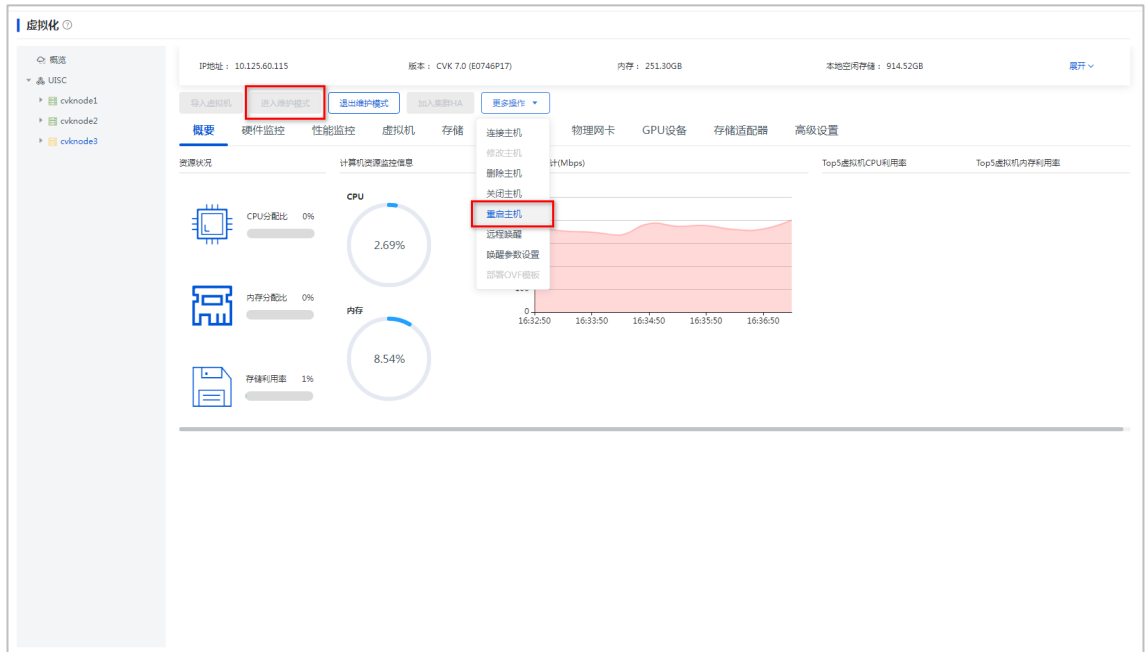 虚拟化
概览
UISC
cvknode1
cvknode2
cvknode3
IP地址： 10.125.60.115
版本： CVK 7.0 (E0746P17)
内存： 251.30GB
本地空闲存储： 914.52GB
展开
导入虚拟机
进入维护模式
退出维护模式
加入集群HA
更多操作
概要
硬件监控
性能监控
虚拟机
存储
物理网卡
GPU设备
存储适配器
高级设置
连接主机
修改主机
删除主机
关闭主机
重启主机
远程唤醒
唤醒参数设置
部署OVF模板
资源状况
计算机资源监控信息
计(Mbps)
Top5虚拟机CPU利用率
Top5虚拟机内存利用率
CPU分配比 0%
内存分配比 0%
存储利用率 1%
CPU
2.69%
内存
8.54%
0
16:32:50
16:33:50
16:34:50
16:35:50
16:36:50